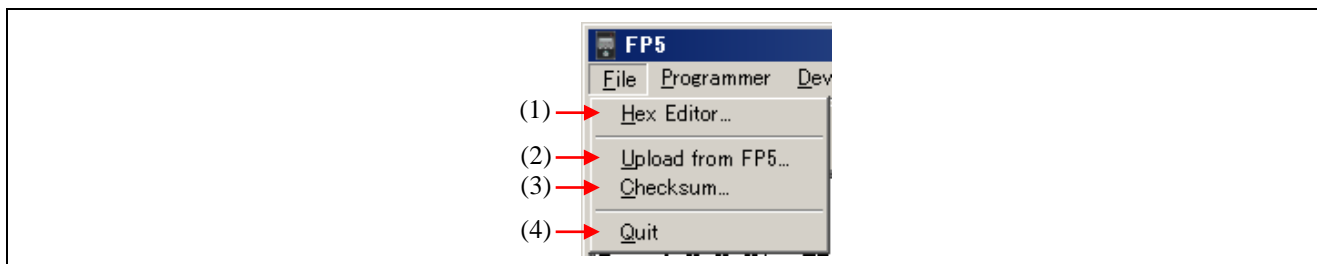 FP5
File Programmer Dev
(1) Hex Editor...
(2) Upload from FP5...
(3) Checksum...
(4) Quit